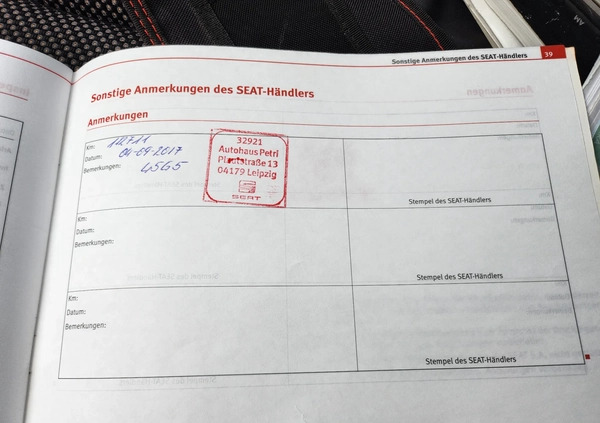 Sonstige Anmerkungen des SEAT-Händlers 39
Sonstige Anmerkungen des SEAT-Händlers
Anmerkungen
Km:
Datum: 04-09-2017
Bemerkungen: 4565
32921
Autohaus Petri
Plautstraße 13
04179 Leipzig
SEAT
Stempel des SEAT-Händlers
Km:
Datum:
Bemerkungen:
Stempel des SEAT-Händlers
Km:
Datum:
Bemerkungen:
Stempel des SEAT-Händlers